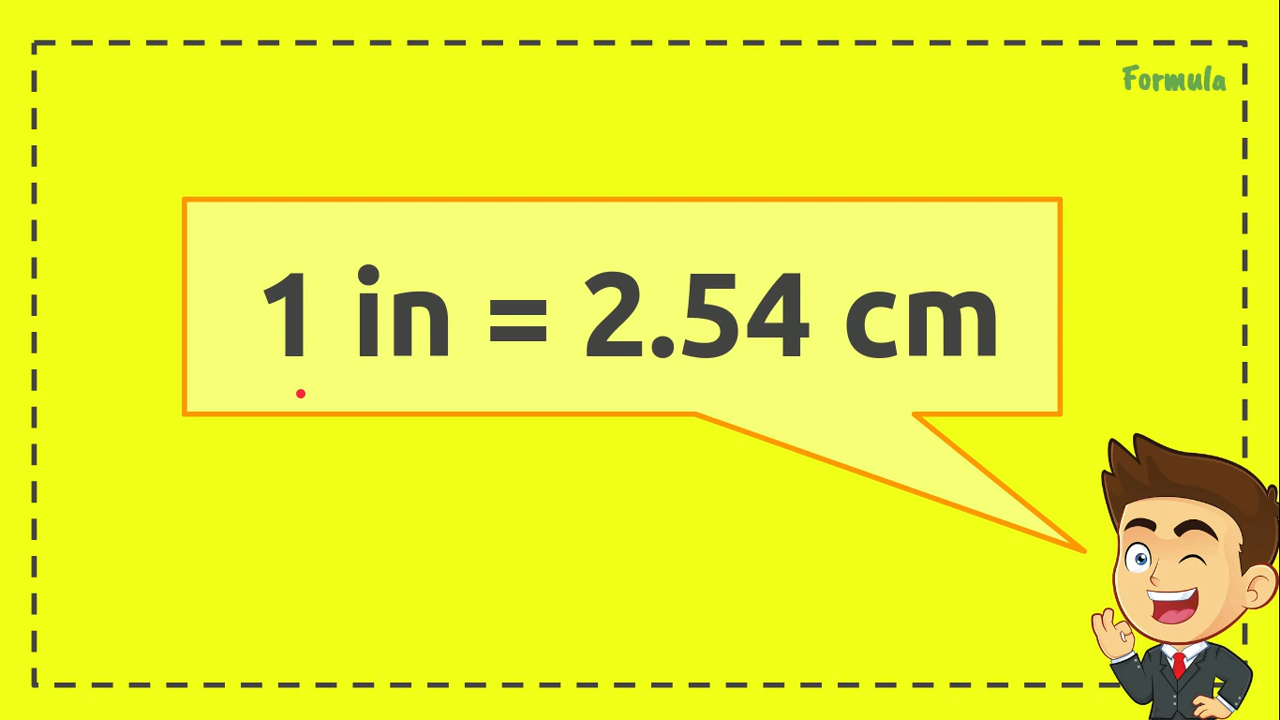 Formula
1 in = 2.54 cm